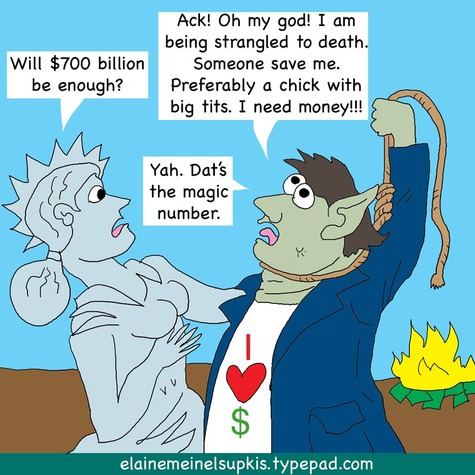 Will $700 billion
be enough?
Ack! Oh my god! I am
being strangled to death.
Someone save me.
Preferably a chick with
big tits. I need money!!!
Yah. Dat's
the magic
number.
I
$
elainemeinelsupkis.typepad.com